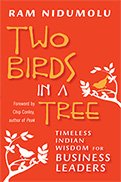 RAM NIDUMOLU
TWO
BIRDS
IN A
TREE
Foreword by
Chip Conley,
author of Peak
TIMELESS
INDIAN
WISDOM FOR
BUSINESS
LEADERS